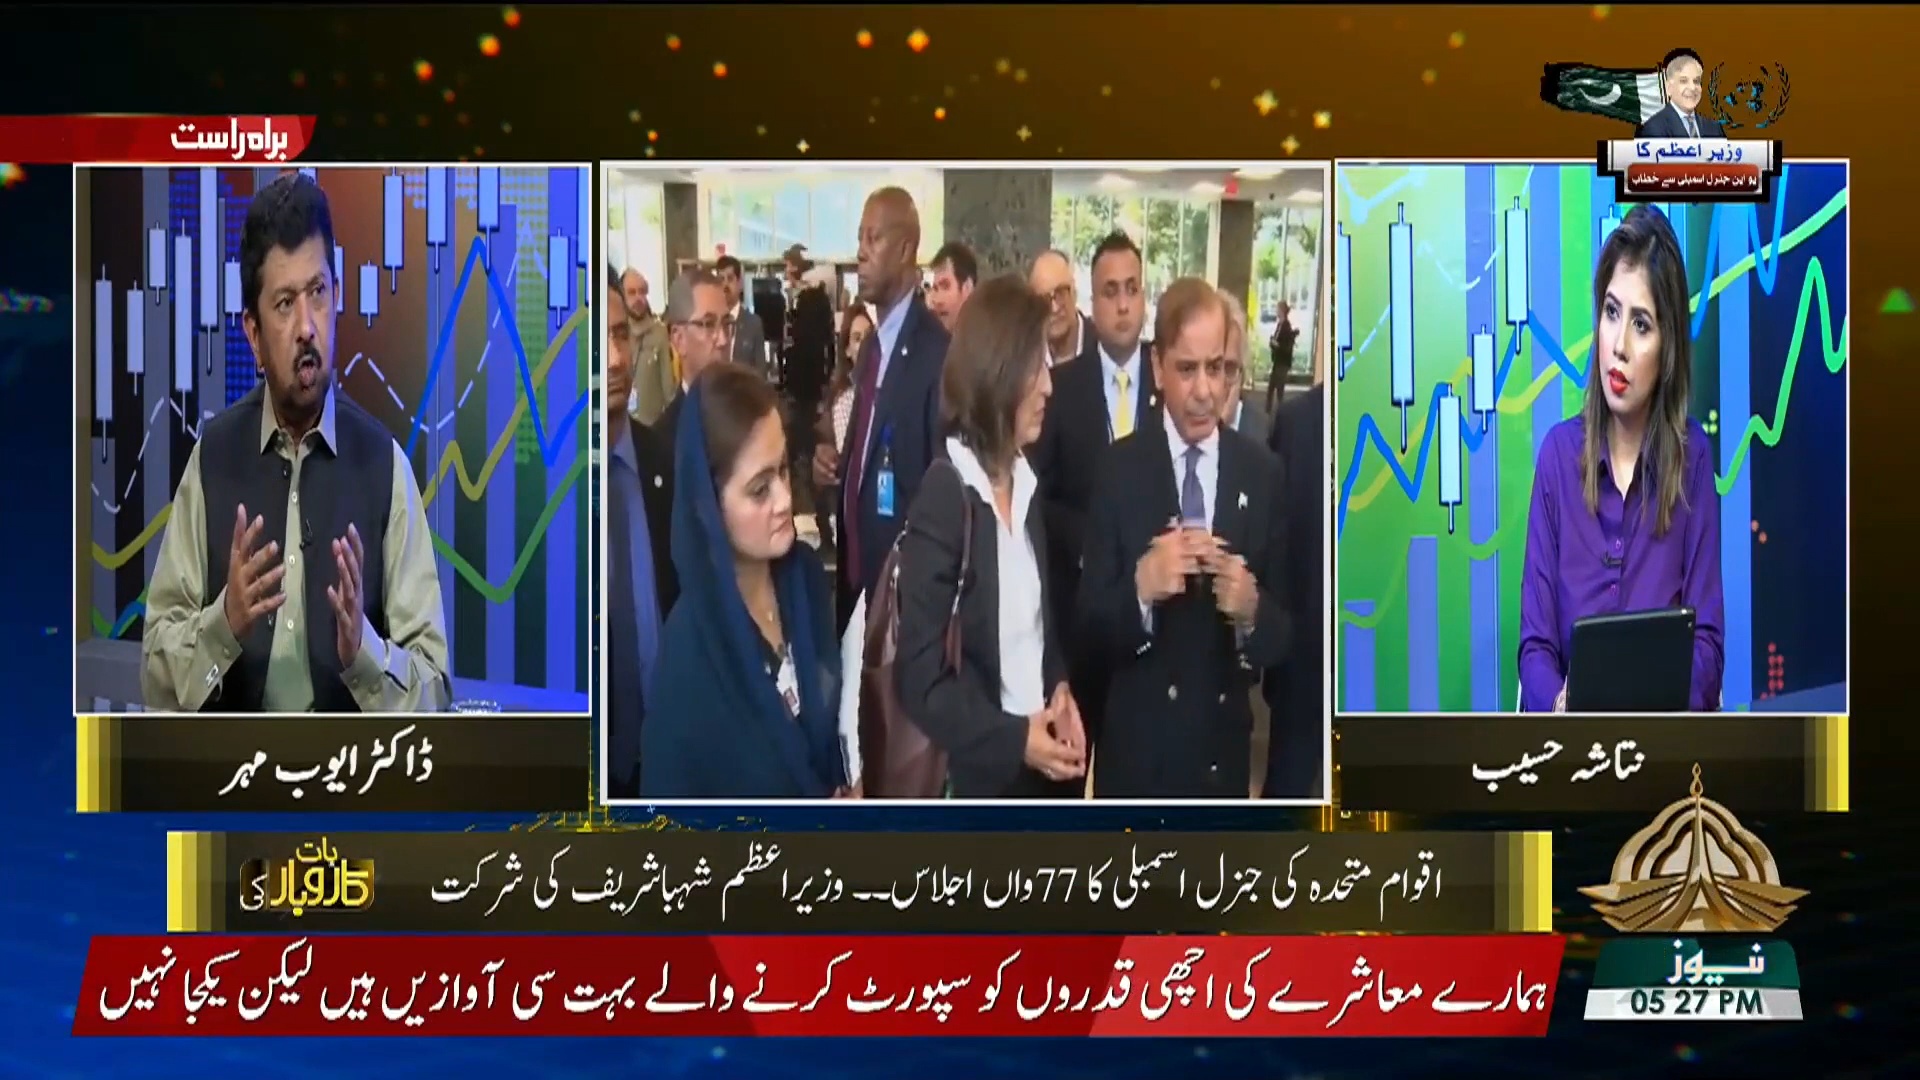 براہ راست
وزیر اعظم کا
یو این جنرل اسمبلی سے خطاب
ڈاکٹر ایوب مہر
نتاشہ حسیب
بات کاروبار کی
اقوام متحدہ کی جنرل اسمبلی کا 77واں اجلاس۔۔ وزیراعظم شہباشریف کی شرکت
ہمارے معاشرے کی اچھی قدروں کو سپورٹ کرنے والے بہت سی آوازیں ہیں لیکن یکجا نہیں
نیوز
05 27 PM